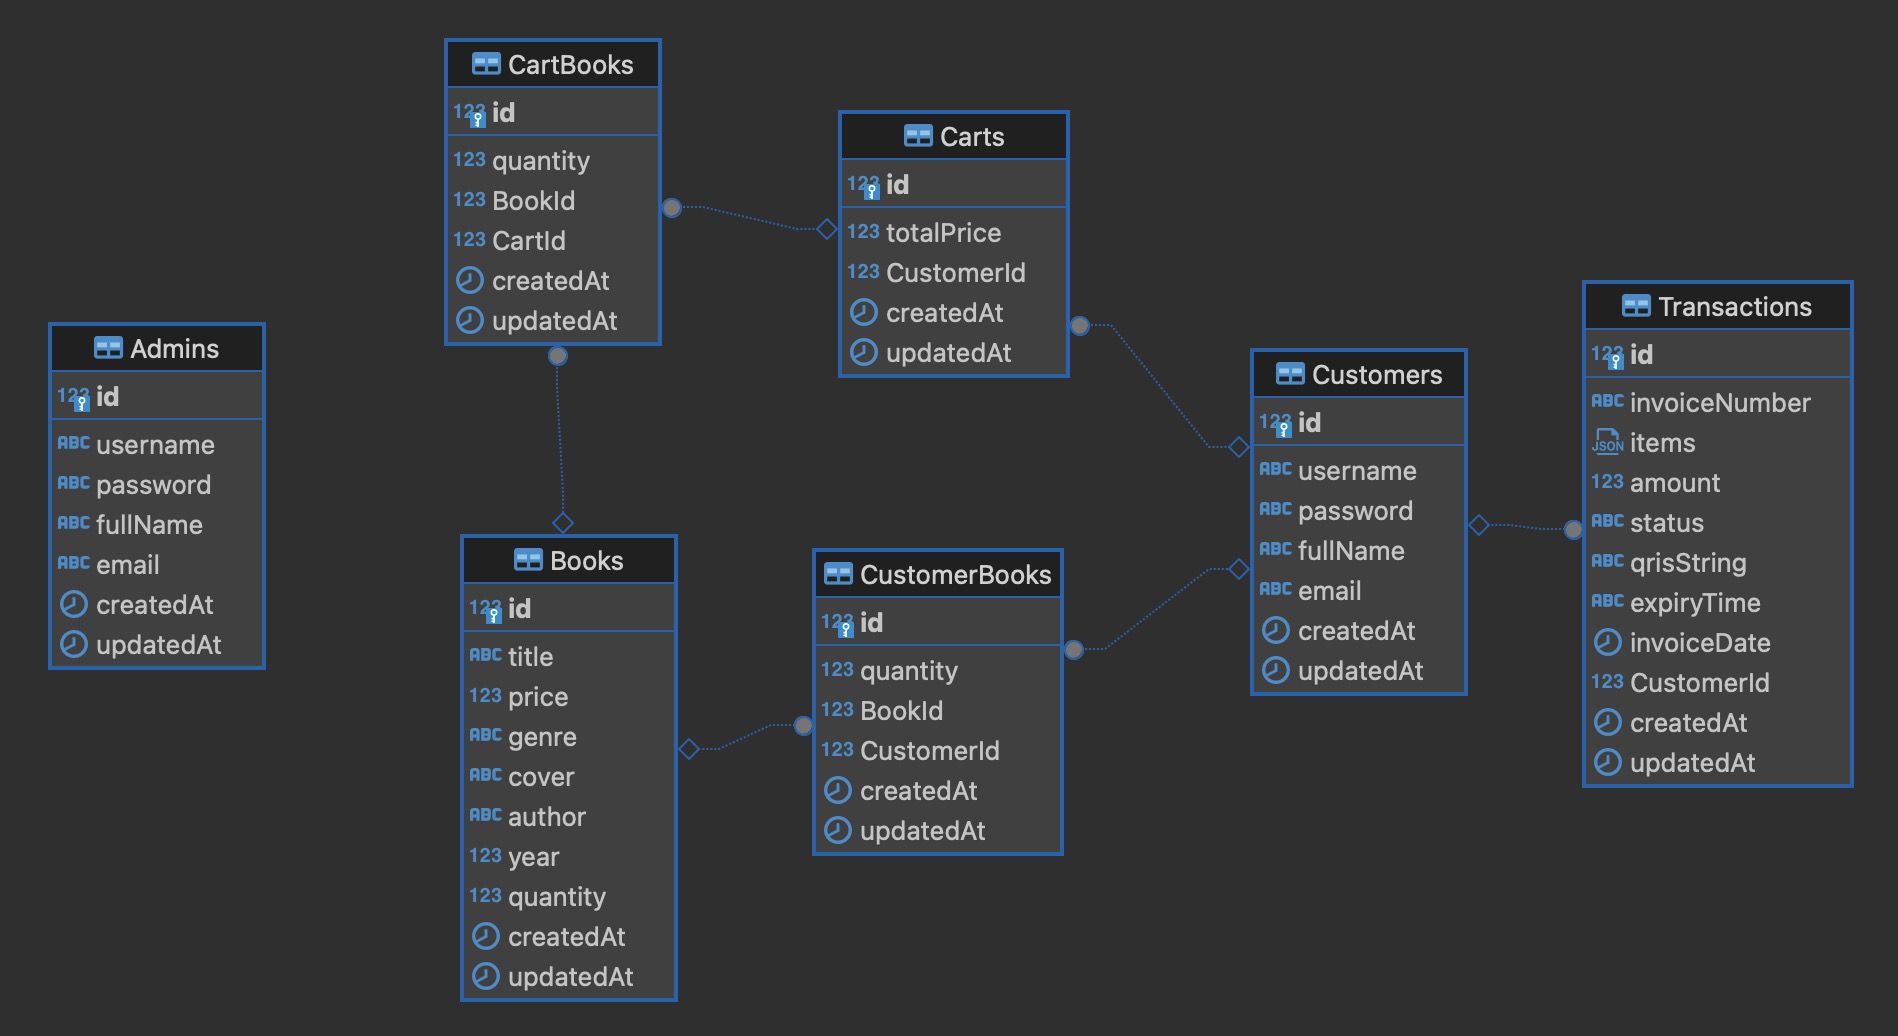 CartBooks
123 id
123 quantity
123 BookId
123 CartId
createdAt
updatedAt
Carts
123 id
123 totalPrice
123 CustomerId
createdAt
updatedAt
Transactions
123 id
ABC invoiceNumber
JSON items
123 amount
ABC status
ABC qrisString
ABC expiryTime
invoiceDate
123 CustomerId
createdAt
updatedAt
Admins
123 id
ABC username
ABC password
ABC fullName
ABC email
createdAt
updatedAt
Customers
123 id
ABC username
ABC password
ABC fullName
ABC email
createdAt
updatedAt
Books
123 id
ABC title
123 price
ABC genre
ABC cover
ABC author
123 year
123 quantity
createdAt
updatedAt
CustomerBooks
123 id
123 quantity
123 BookId
123 CustomerId
createdAt
updatedAt